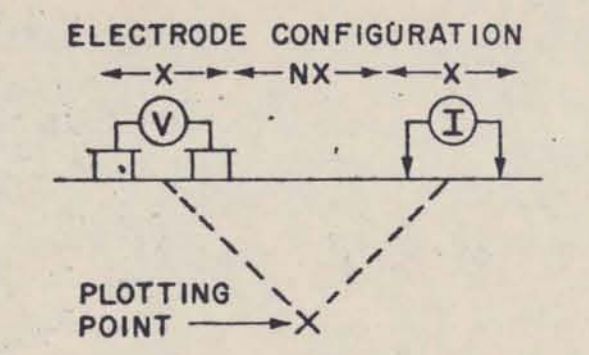 ELECTRODE CONFIGURATION
X NX X
V I
PLOTTING
POINT X